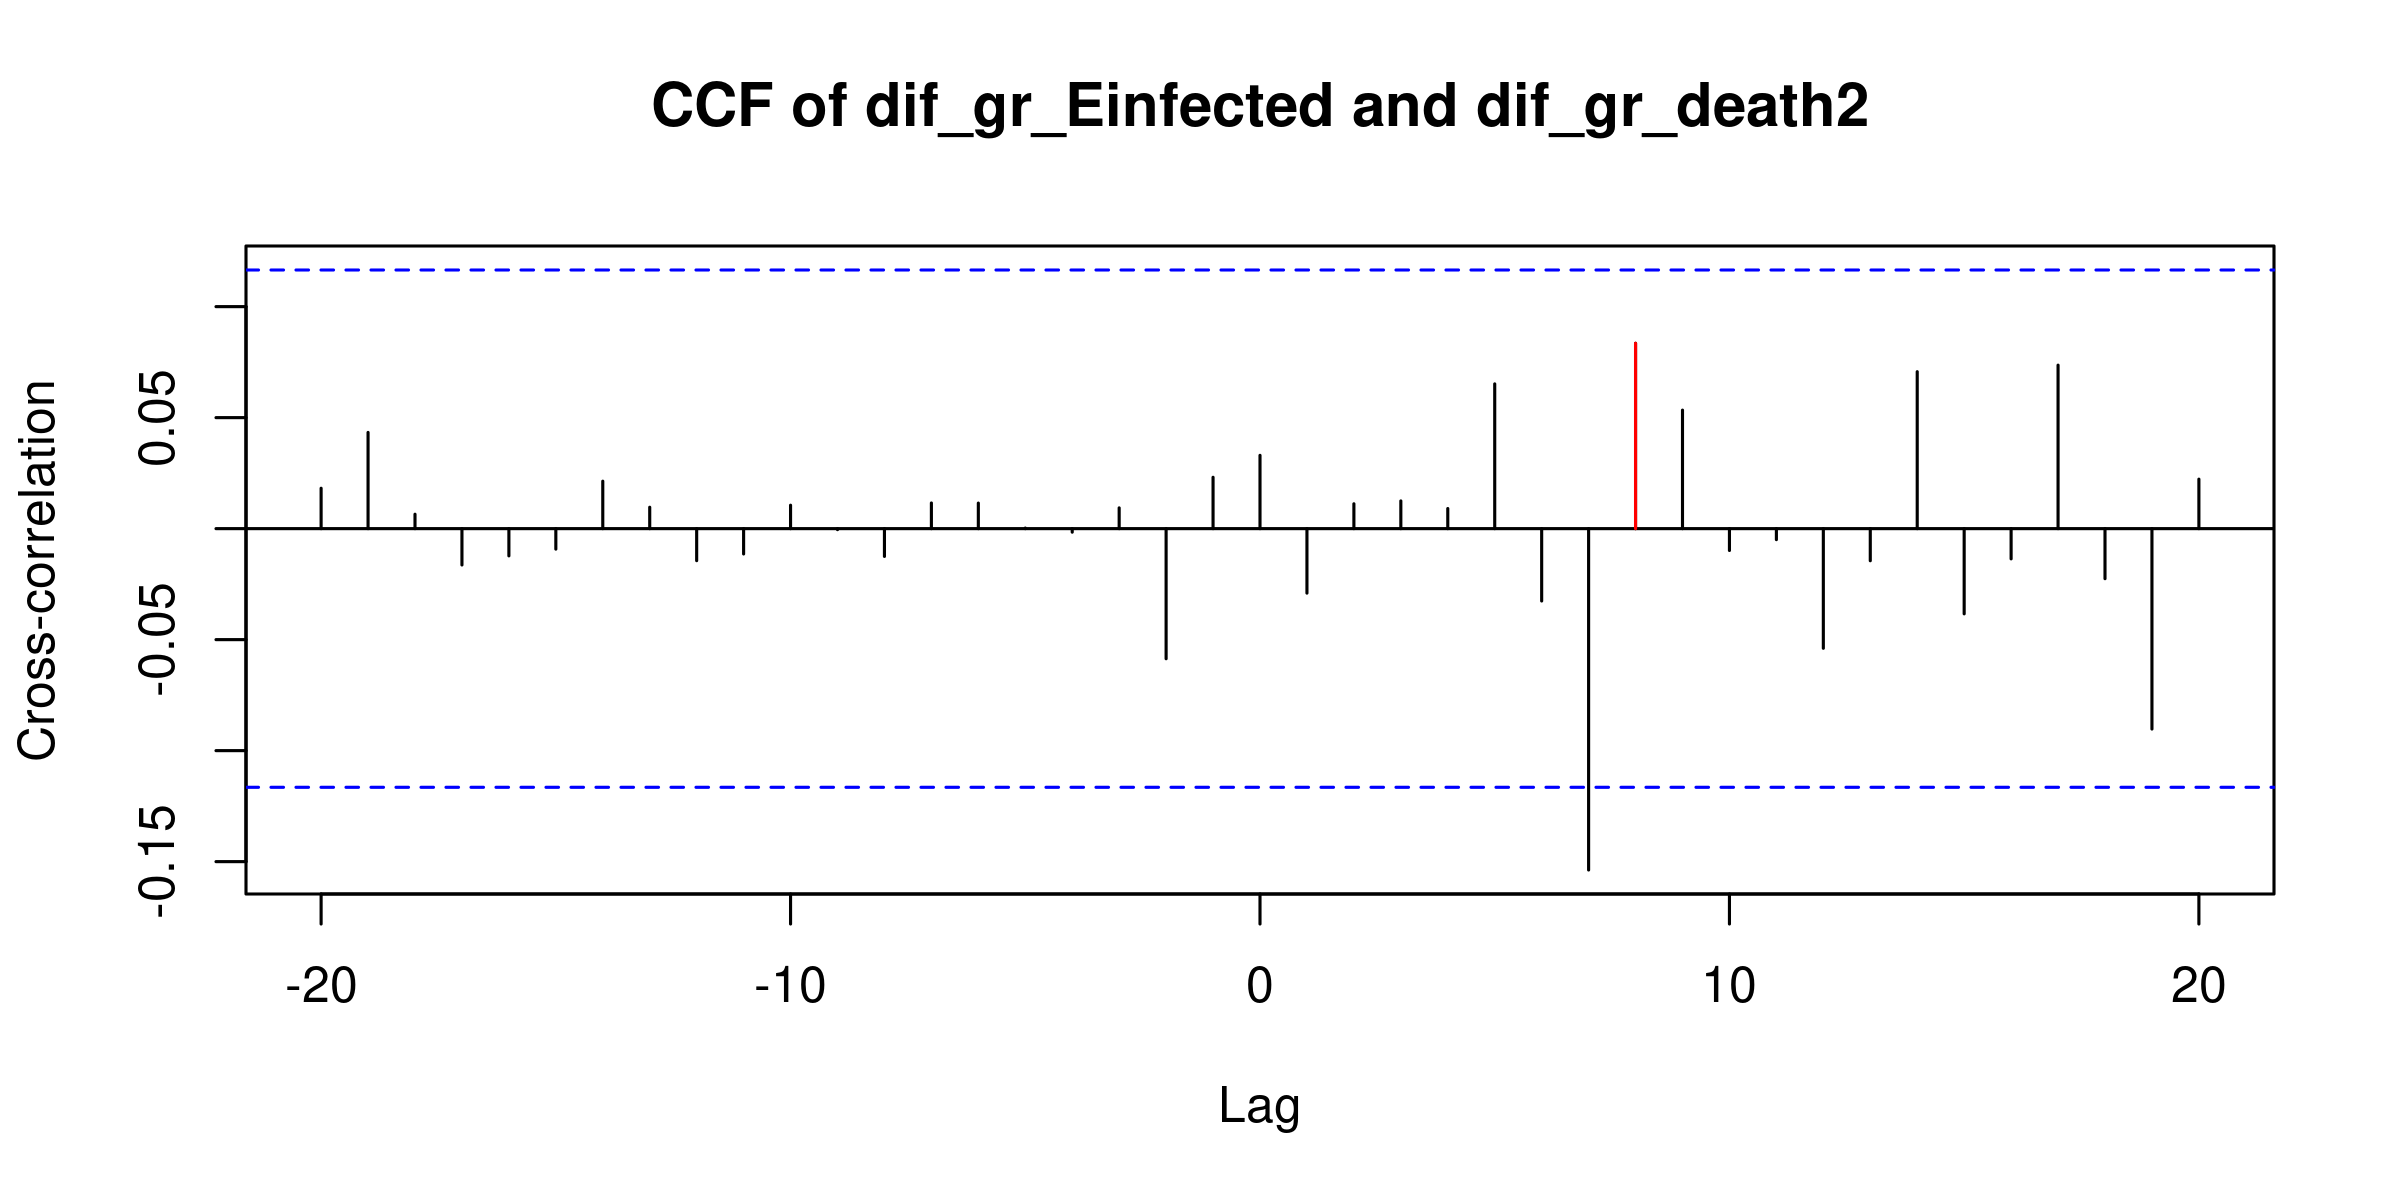 CCF of dif_gr_Einfected and dif_gr_death2
Cross-correlation
0.05
-0.05
-0.15
-20
-10
0
10
20
Lag